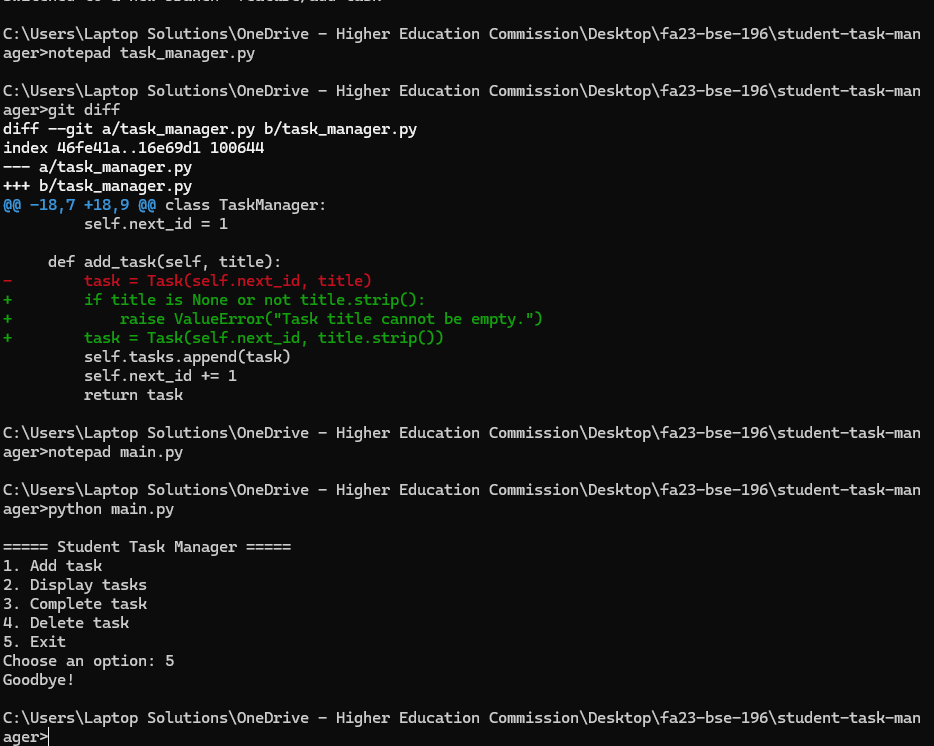 C:\Users\Laptop Solutions\OneDrive - Higher Education Commission\Desktop\fa23-bse-196\student-task-man
ager>notepad task_manager.py
C:\Users\Laptop Solutions\OneDrive - Higher Education Commission\Desktop\fa23-bse-196\student-task-man
ager>git diff
diff --git a/task_manager.py b/task_manager.py
index 46fe41a..16e69d1 100644
--- a/task_manager.py
+++ b/task_manager.py
@@ -18,7 +18,9 @@ class TaskManager:
         self.next_id = 1
     def add_task(self, title):
-        task = Task(self.next_id, title)
+        if title is None or not title.strip():
+            raise ValueError("Task title cannot be empty.")
+        task = Task(self.next_id, title.strip())
         self.tasks.append(task)
         self.next_id += 1
         return task
C:\Users\Laptop Solutions\OneDrive - Higher Education Commission\Desktop\fa23-bse-196\student-task-man
ager>notepad main.py
C:\Users\Laptop Solutions\OneDrive - Higher Education Commission\Desktop\fa23-bse-196\student-task-man
ager>python main.py
===== Student Task Manager =====
1. Add task
2. Display tasks
3. Complete task
4. Delete task
5. Exit
Choose an option: 5
Goodbye!
C:\Users\Laptop Solutions\OneDrive - Higher Education Commission\Desktop\fa23-bse-196\student-task-man
ager>